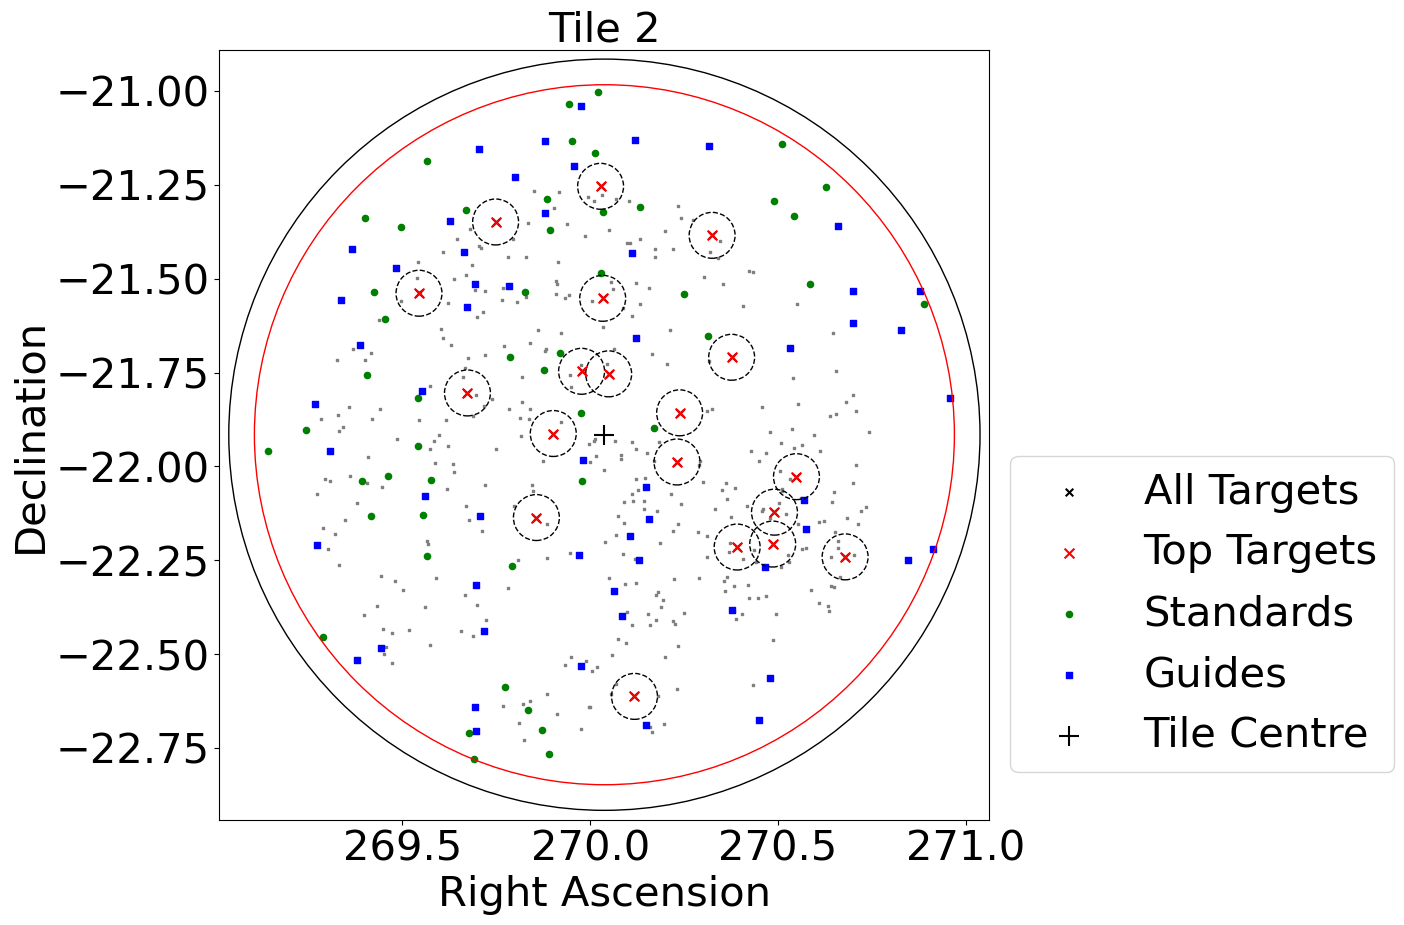 Tile 2
−21.00
−21.25
−21.50
−21.75
−22.00
−22.25
−22.50
−22.75
Declination
269.5 270.0 270.5 271.0
Right Ascension
All Targets
Top Targets
Standards
Guides
Tile Centre